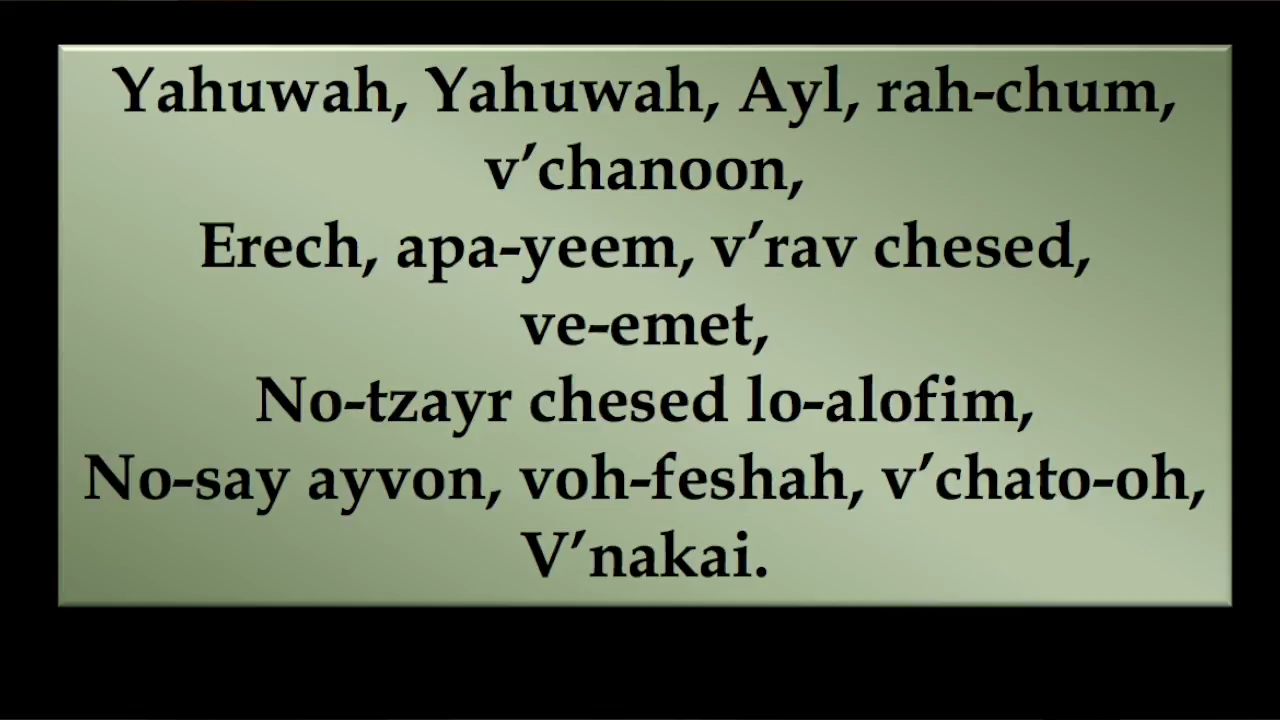 Yahuwah, Yahuwah, Ayl, rah-chum,
v’chanoon,
Erech, apa-yeem, v’rav chesed,
ve-emet,
No-tzayr chesed lo-alofim,
No-say ayvon, voh-feshah, v’chato-oh,
V’nakai.